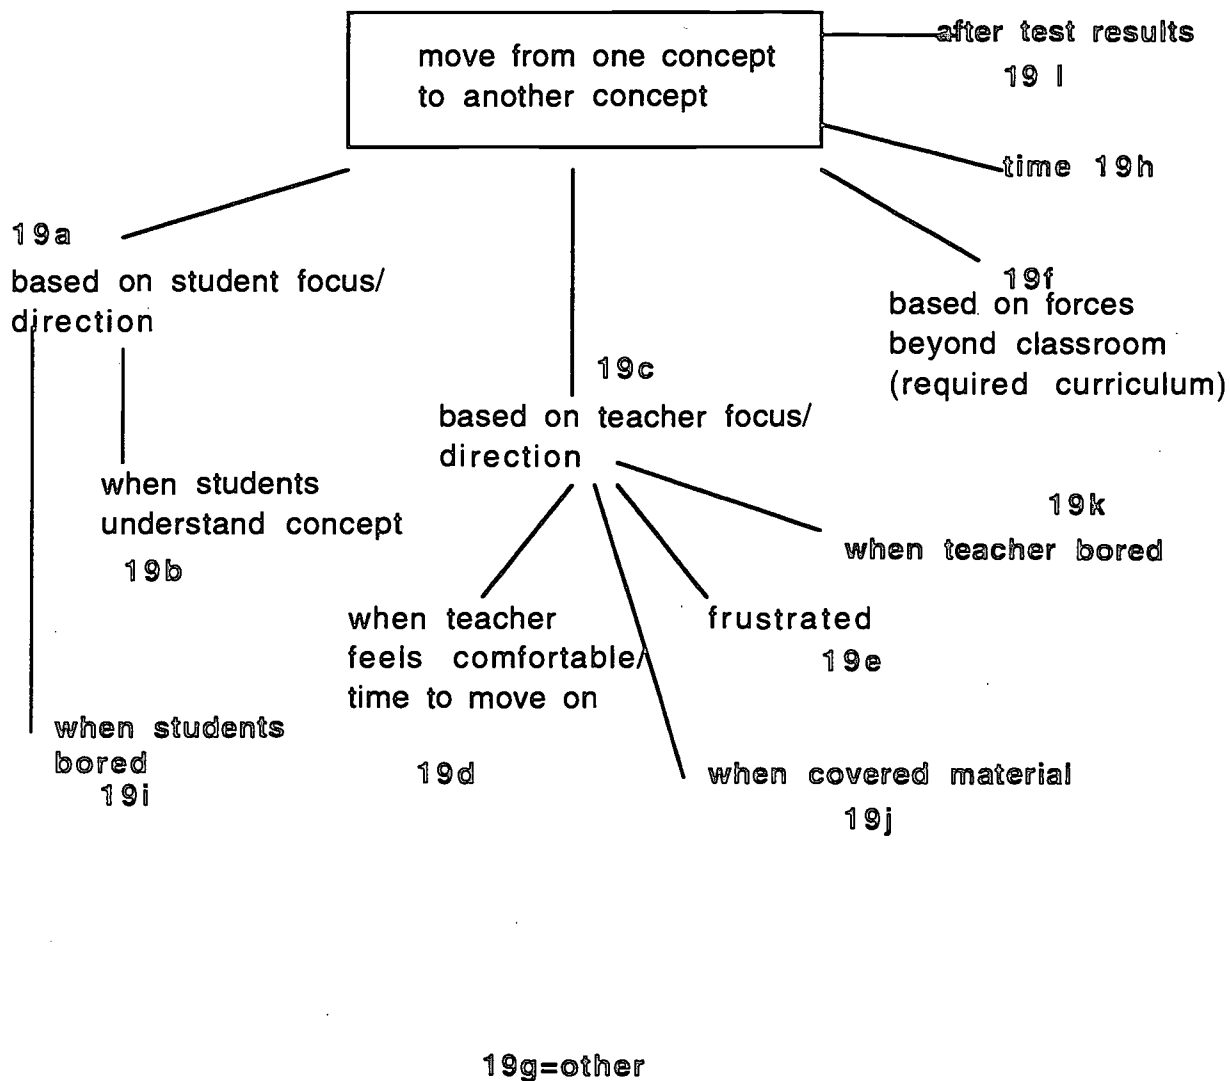 move from one concept
to another concept
after test results
19 l
time 19h
19a
based on student focus/
direction
19f
based on forces
beyond classroom
(required curriculum)
19c
based on teacher focus/
direction
when students
understand concept
19b
19k
when teacher bored
when teacher
feels comfortable/
time to move on
19d
frustrated
19e
when students
bored
19i
when covered material
19j
19g=other